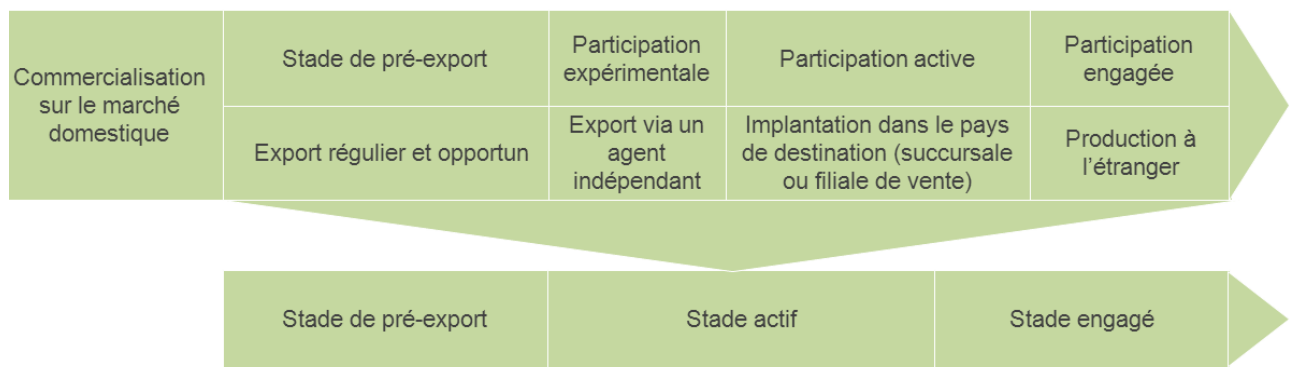 Commercialisation
sur le marché
domestique
Stade de pré-export
Participation
expérimentale
Participation active
Participation
engagée
Export régulier et opportun
Export via un
agent
indépendant
Implantation dans le pays
de destination (succursale
ou filiale de vente)
Production à
l’étranger
Stade de pré-export
Stade actif
Stade engagé